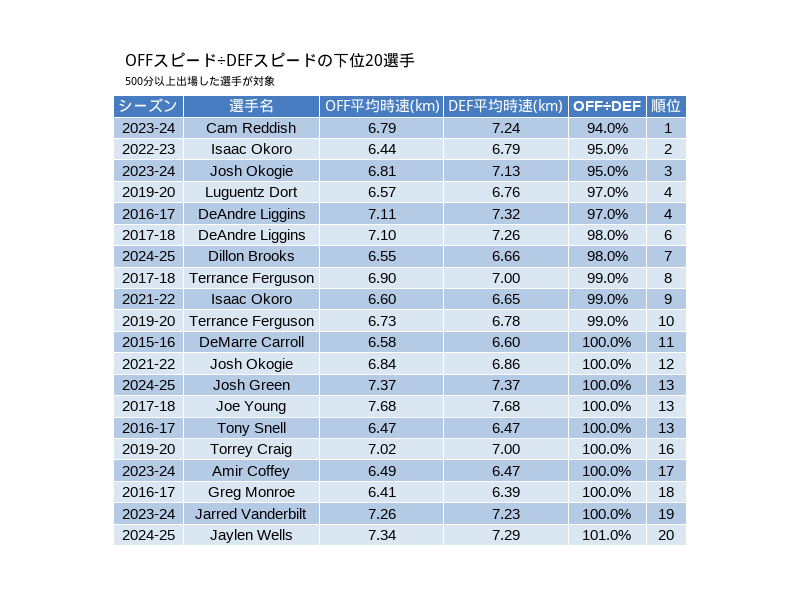 OFFスピード÷DEFスピードの下位20選手
500分以上出場した選手が対象
シーズン 選手名 OFF平均時速(km) DEF平均時速(km) OFF÷DEF 順位
2023-24 Cam Reddish 6.79 7.24 94.0% 1
2022-23 Isaac Okoro 6.44 6.79 95.0% 2
2023-24 Josh Okogie 6.81 7.13 95.0% 3
2019-20 Luguentz Dort 6.57 6.76 97.0% 4
2016-17 DeAndre Liggins 7.11 7.32 97.0% 4
2017-18 DeAndre Liggins 7.10 7.26 98.0% 6
2024-25 Dillon Brooks 6.55 6.66 98.0% 7
2017-18 Terrance Ferguson 6.90 7.00 99.0% 8
2021-22 Isaac Okoro 6.60 6.65 99.0% 9
2019-20 Terrance Ferguson 6.73 6.78 99.0% 10
2015-16 DeMarre Carroll 6.58 6.60 100.0% 11
2021-22 Josh Okogie 6.84 6.86 100.0% 12
2024-25 Josh Green 7.37 7.37 100.0% 13
2017-18 Joe Young 7.68 7.68 100.0% 13
2016-17 Tony Snell 6.47 6.47 100.0% 13
2019-20 Torrey Craig 7.02 7.00 100.0% 16
2023-24 Amir Coffey 6.49 6.47 100.0% 17
2016-17 Greg Monroe 6.41 6.39 100.0% 18
2023-24 Jarred Vanderbilt 7.26 7.23 100.0% 19
2024-25 Jaylen Wells 7.34 7.29 101.0% 20